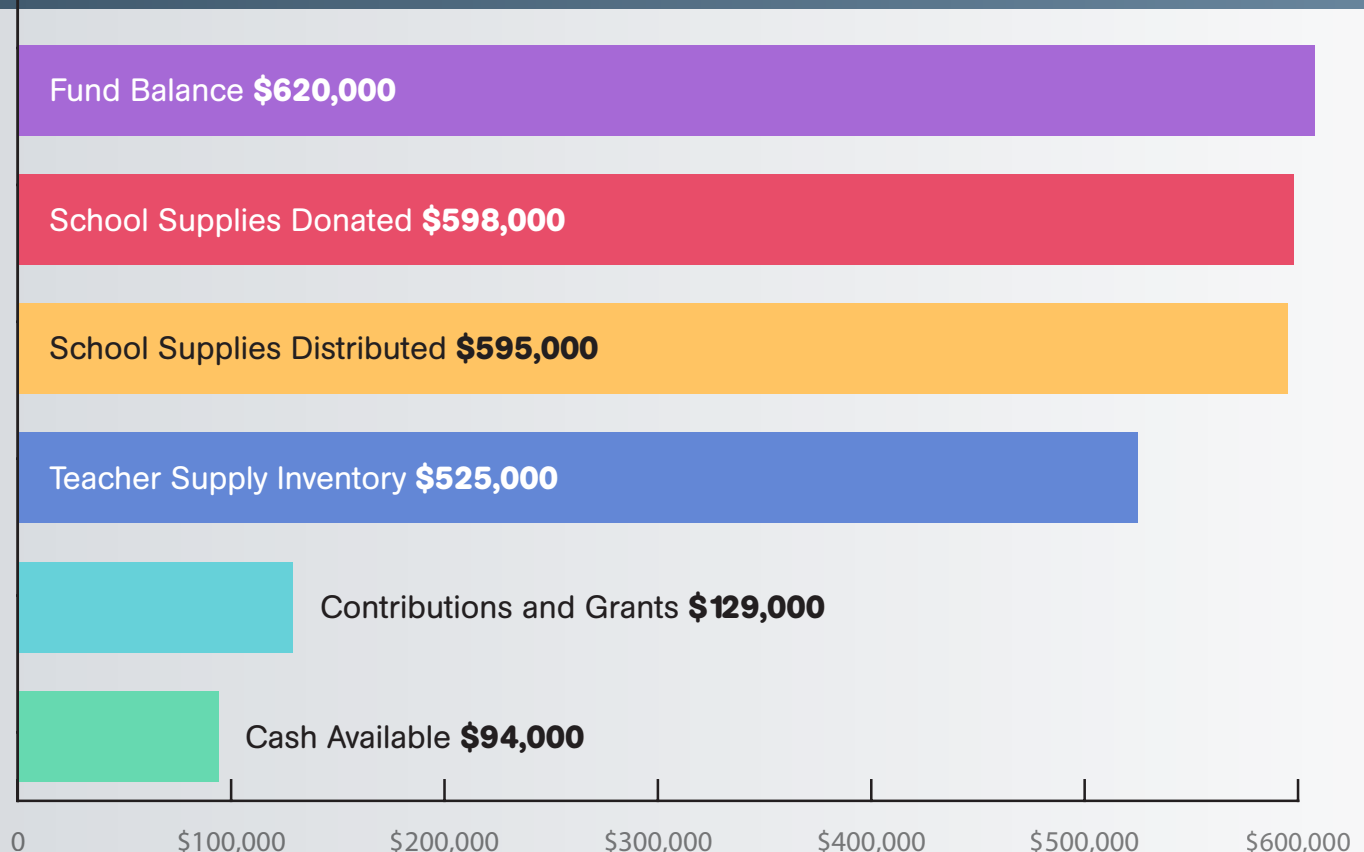 Fund Balance $620,000
School Supplies Donated $598,000
School Supplies Distributed $595,000
Teacher Supply Inventory $525,000
Contributions and Grants $129,000
Cash Available $94,000
0 $100,000 $200,000 $300,000 $400,000 $500,000 $600,000